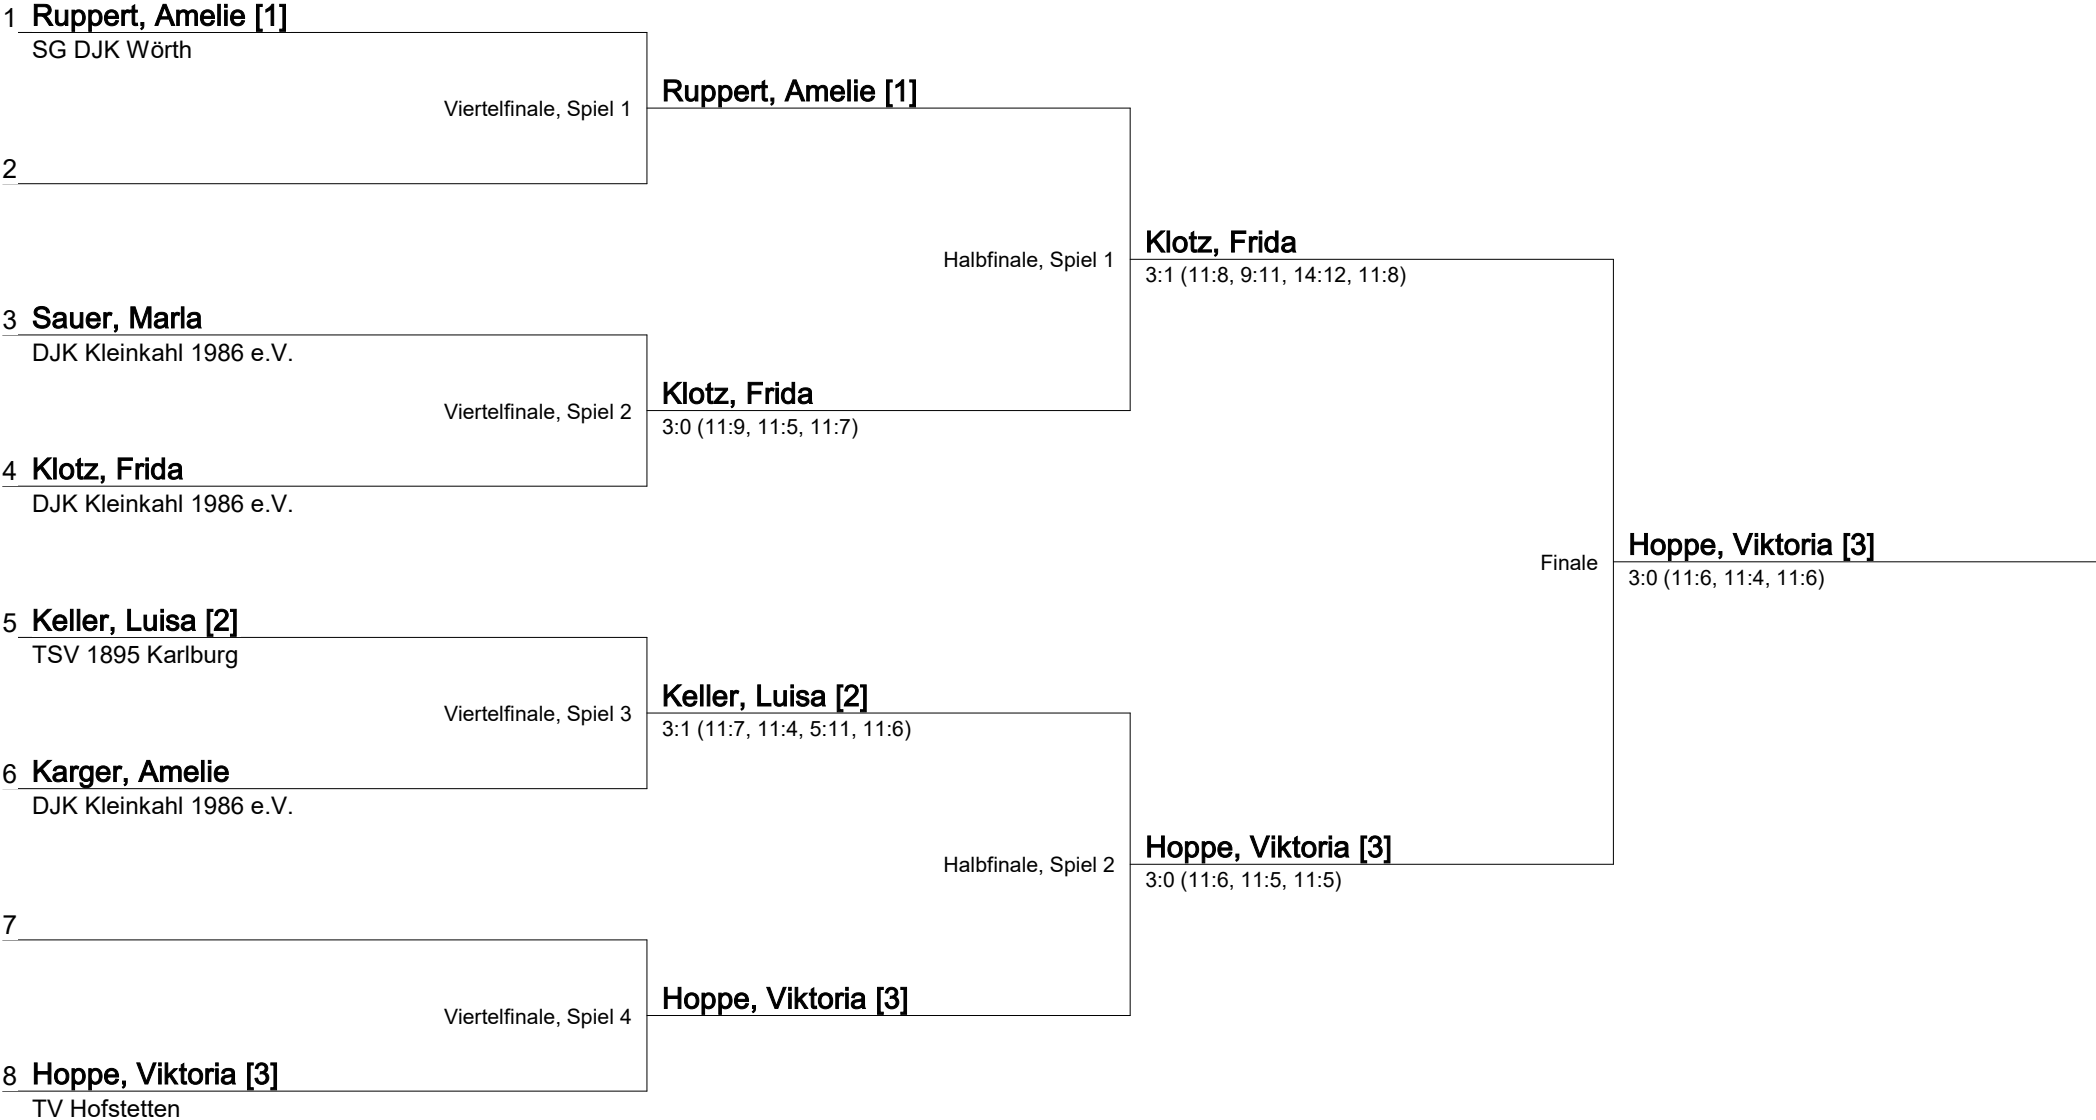 1 Ruppert, Amelie [1]
SG DJK Wörth
Viertelfinale, Spiel 1
Ruppert, Amelie [1]
2
Halbfinale, Spiel 1
Klotz, Frida
3:1 (11:8, 9:11, 14:12, 11:8)
3 Sauer, Marla
DJK Kleinkahl 1986 e.V.
Viertelfinale, Spiel 2
Klotz, Frida
3:0 (11:9, 11:5, 11:7)
4 Klotz, Frida
DJK Kleinkahl 1986 e.V.
Finale
Hoppe, Viktoria [3]
3:0 (11:6, 11:4, 11:6)
5 Keller, Luisa [2]
TSV 1895 Karlburg
Viertelfinale, Spiel 3
Keller, Luisa [2]
3:1 (11:7, 11:4, 5:11, 11:6)
6 Karger, Amelie
DJK Kleinkahl 1986 e.V.
Halbfinale, Spiel 2
Hoppe, Viktoria [3]
3:0 (11:6, 11:5, 11:5)
7
Viertelfinale, Spiel 4
Hoppe, Viktoria [3]
8 Hoppe, Viktoria [3]
TV Hofstetten